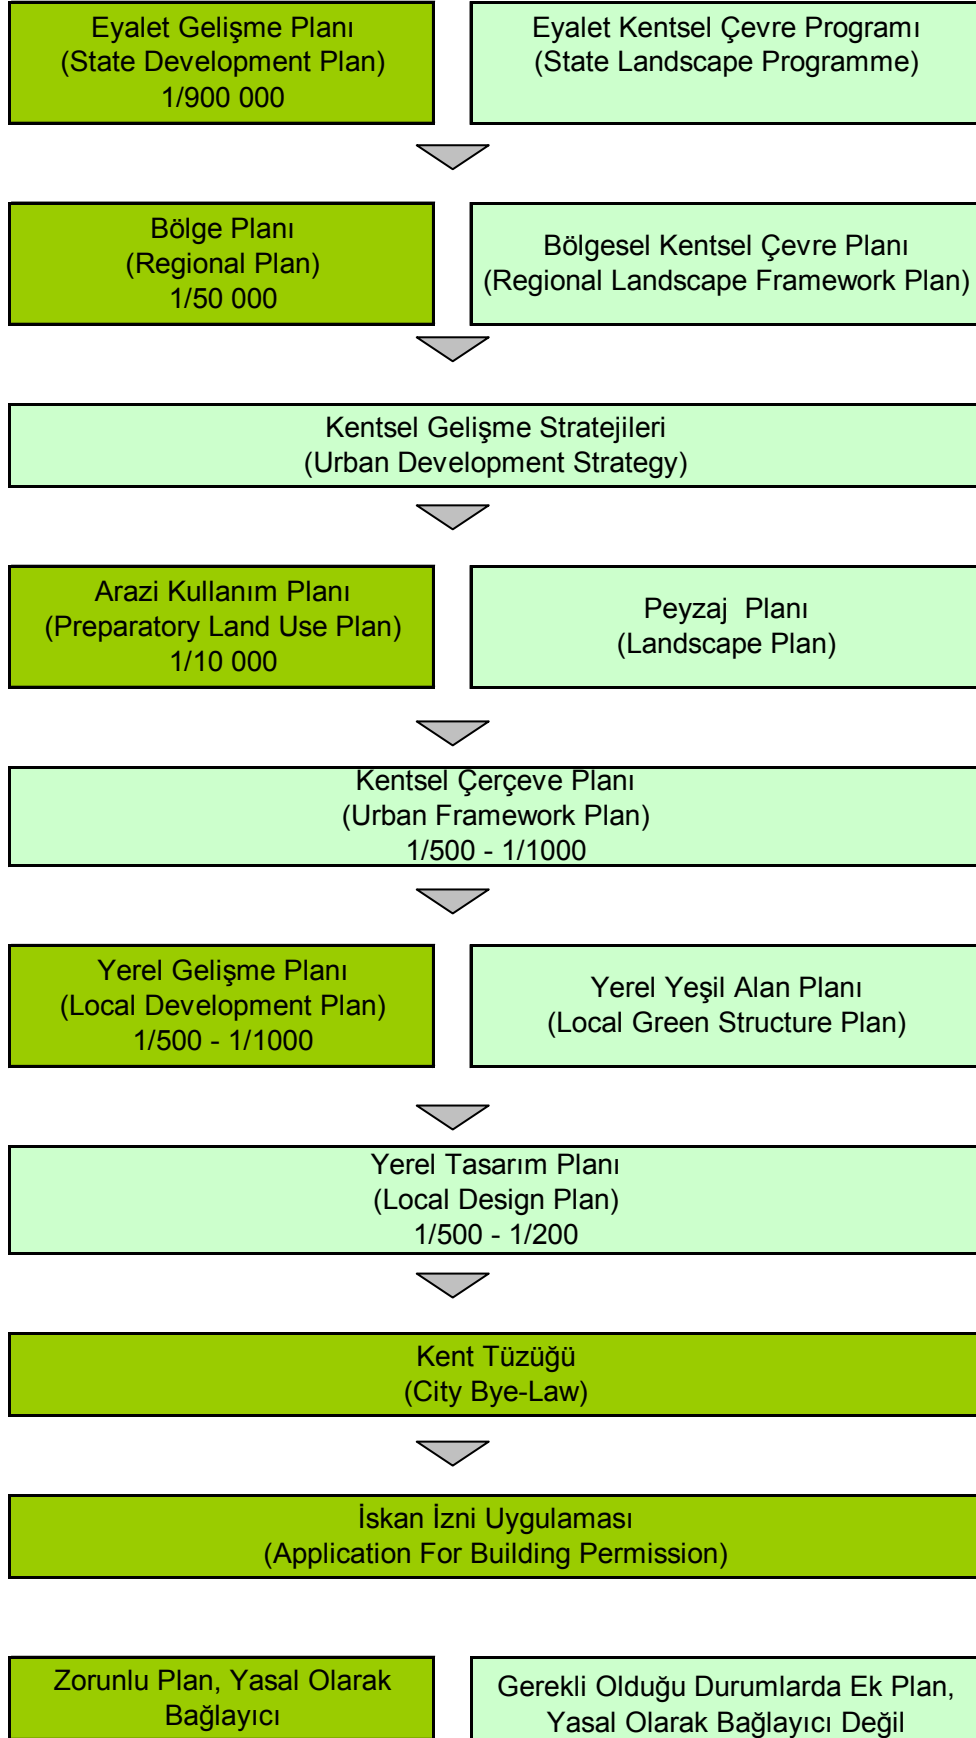 Eyalet Gelişme Planı
(State Development Plan)
1/900 000
Eyalet Kentsel Çevre Programı
(State Landscape Programme)
Bölge Planı
(Regional Plan)
1/50 000
Bölgesel Kentsel Çevre Planı
(Regional Landscape Framework Plan)
Kentsel Gelişme Stratejileri
(Urban Development Strategy)
Arazi Kullanım Planı
(Preparatory Land Use Plan)
1/10 000
Peyzaj Planı
(Landscape Plan)
Kentsel Çerçeve Planı
(Urban Framework Plan)
1/500 - 1/1000
Yerel Gelişme Planı
(Local Development Plan)
1/500 - 1/1000
Yerel Yeşil Alan Planı
(Local Green Structure Plan)
Yerel Tasarım Planı
(Local Design Plan)
1/500 - 1/200
Kent Tüzüğü
(City Bye-Law)
İskan İzni Uygulaması
(Application For Building Permission)
Zorunlu Plan, Yasal Olarak
Bağlayıcı
Gerekli Olduğu Durumlarda Ek Plan,
Yasal Olarak Bağlayıcı Değil